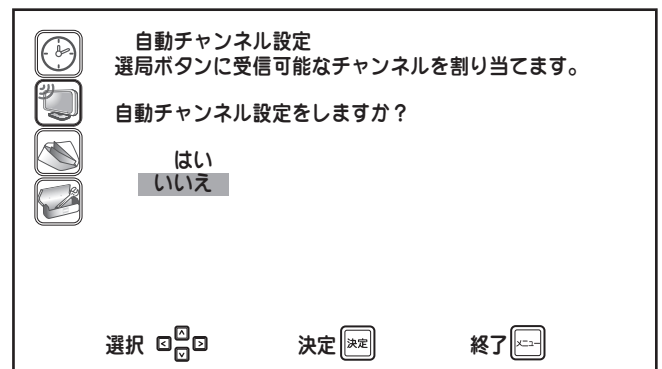 自動チャンネル設定
選局ボタンに受信可能なチャンネルを割り当てます。
自動チャンネル設定をしますか？
はい
いいえ
選択 決定 決定 終了 メニュー